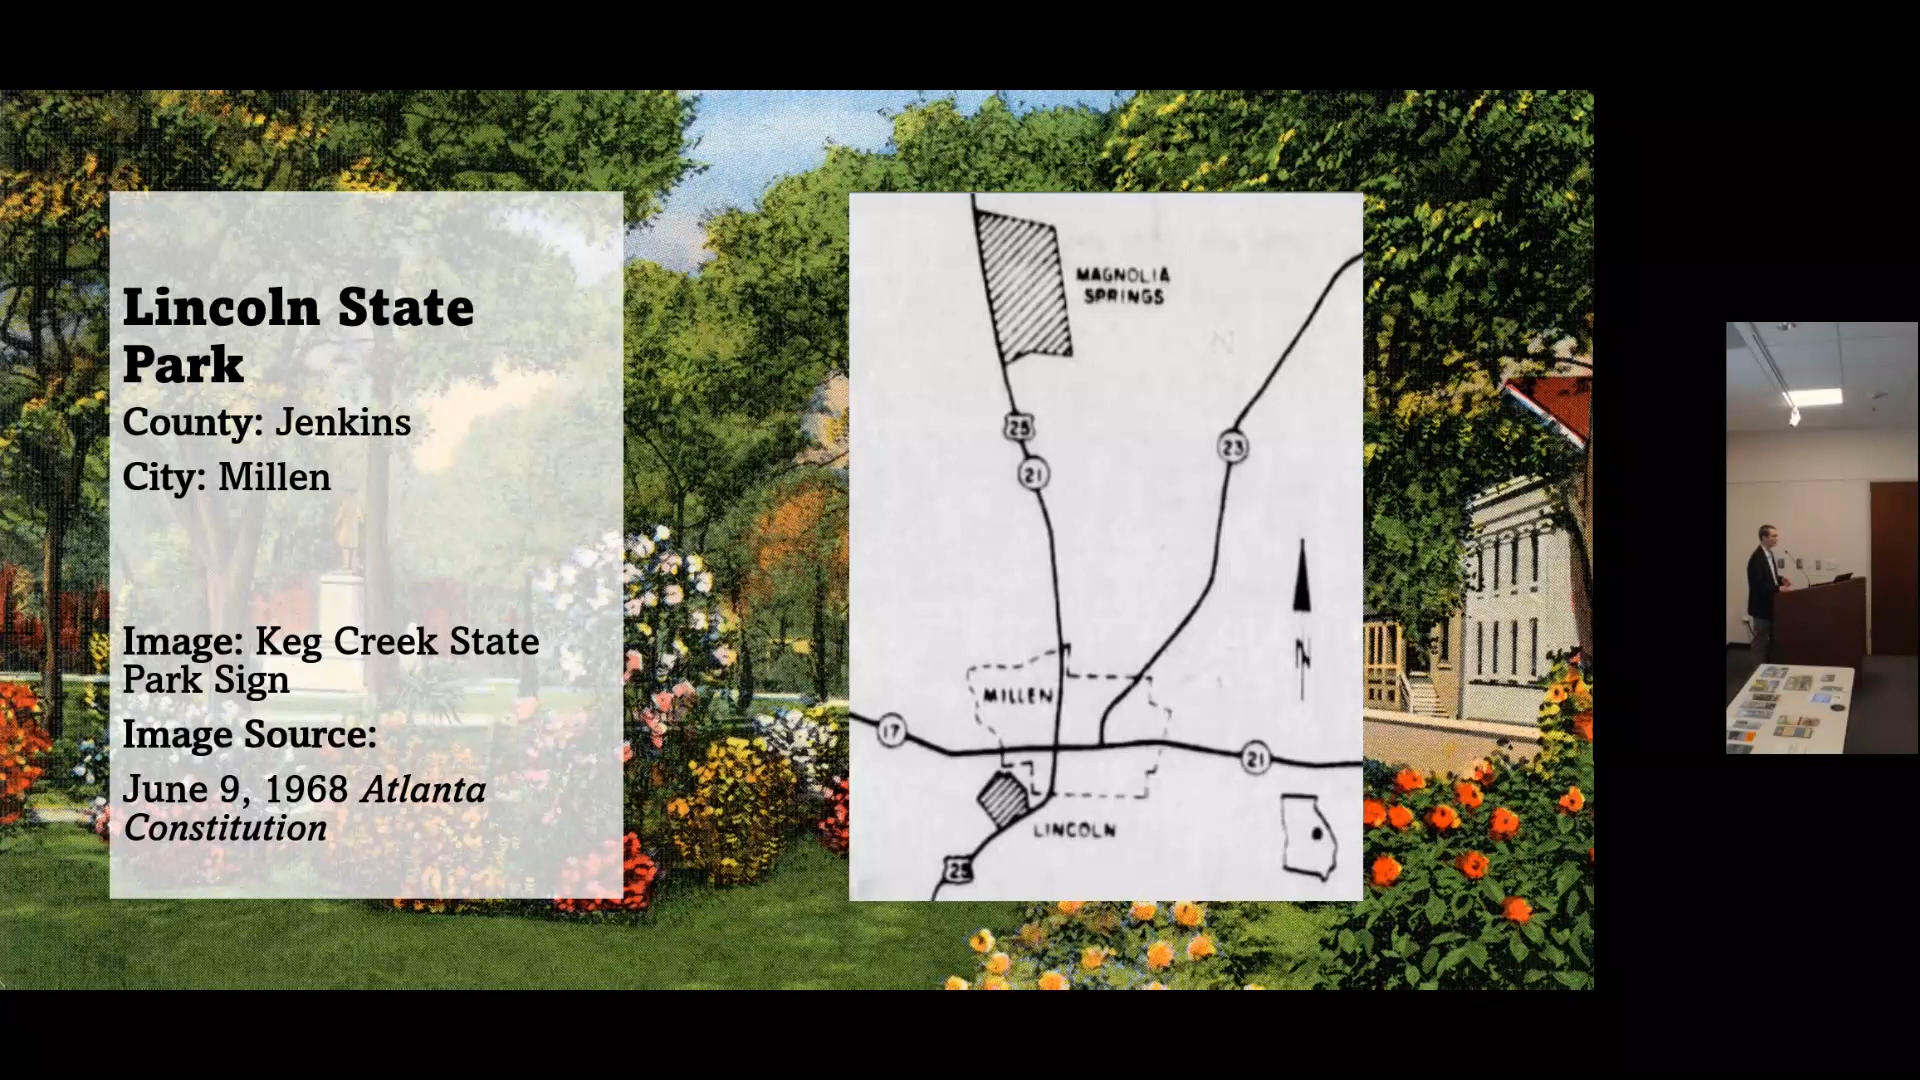 Lincoln State
Park
County: Jenkins
City: Millen
Image: Keg Creek State
Park Sign
Image Source:
June 9, 1968 Atlanta
Constitution
MAGNOLIA
SPRINGS
25
21
23
N
MILLEN
17
21
LINCOLN
25